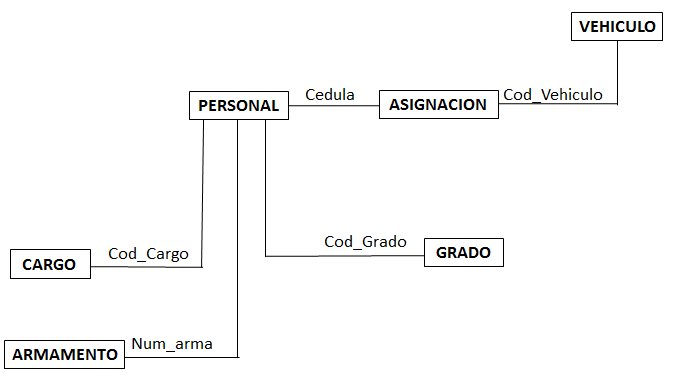 VEHICULO
PERSONAL
Cedula
ASIGNACION
Cod_Vehiculo
Cod_Cargo
Cod_Grado
GRADO
CARGO
Num_arma
ARMAMENTO